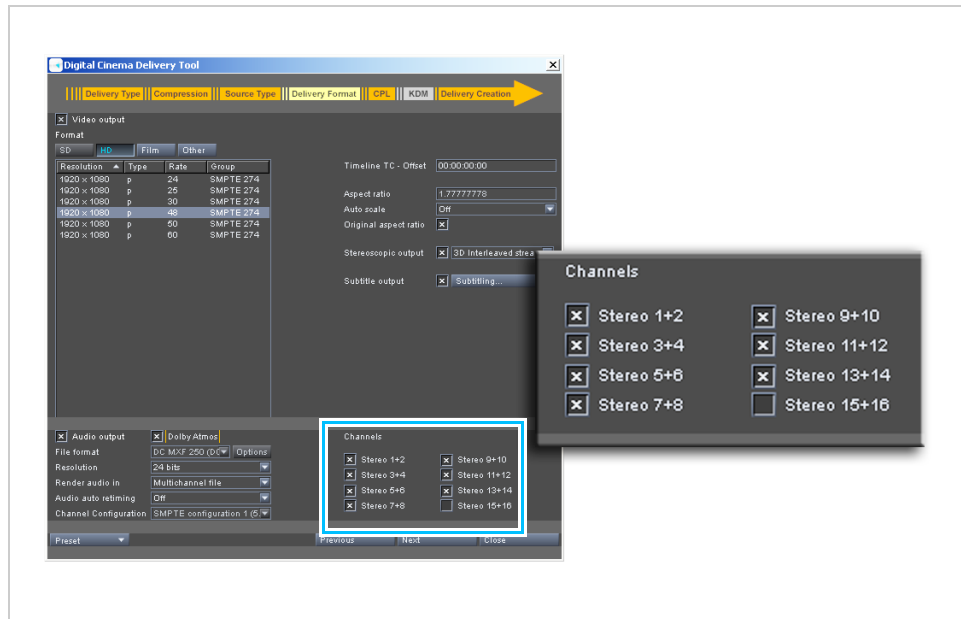 Digital Cinema Delivery Tool
Delivery Type Compression Source Type Delivery Format CPL KDM Delivery Creation
Video output
Format
SD HD Film Other
Resolution Type Rate Group
1920 x 1080 p 24 SMPTE 274
1920 x 1080 p 25 SMPTE 274
1920 x 1080 p 30 SMPTE 274
1920 x 1080 p 48 SMPTE 274
1920 x 1080 p 50 SMPTE 274
1920 x 1080 p 60 SMPTE 274
Timeline TC - Offset 00:00:00:00
Aspect ratio 1.77777778
Auto scale Off
Original aspect ratio
Stereoscopic output 3D Interleaved strea
Subtitle output Subtitling...
Audio output Dolby Atmos
File format DC MXF 250 (DC Options
Resolution 24 bits
Render audio in Multichannel file
Audio auto retiming Off
Channel Configuration SMPTE configuration 1 (5.
Channels
Stereo 1+2 Stereo 9+10
Stereo 3+4 Stereo 11+12
Stereo 5+6 Stereo 13+14
Stereo 7+8 Stereo 15+16
Preset Previous Next Close
Channels
Stereo 1+2 Stereo 9+10
Stereo 3+4 Stereo 11+12
Stereo 5+6 Stereo 13+14
Stereo 7+8 Stereo 15+16